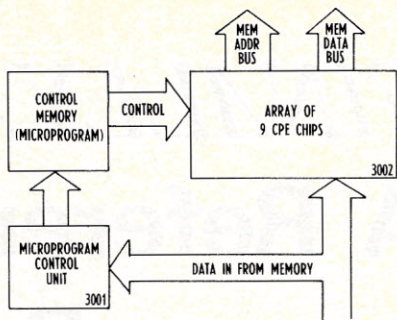 MEM
ADDR
BUS
MEM
DATA
BUS
CONTROL
MEMORY
(MICROPROGRAM)
CONTROL
ARRAY OF
9 CPE CHIPS
3002
MICROPROGRAM
CONTROL
UNIT
3001
DATA IN FROM MEMORY